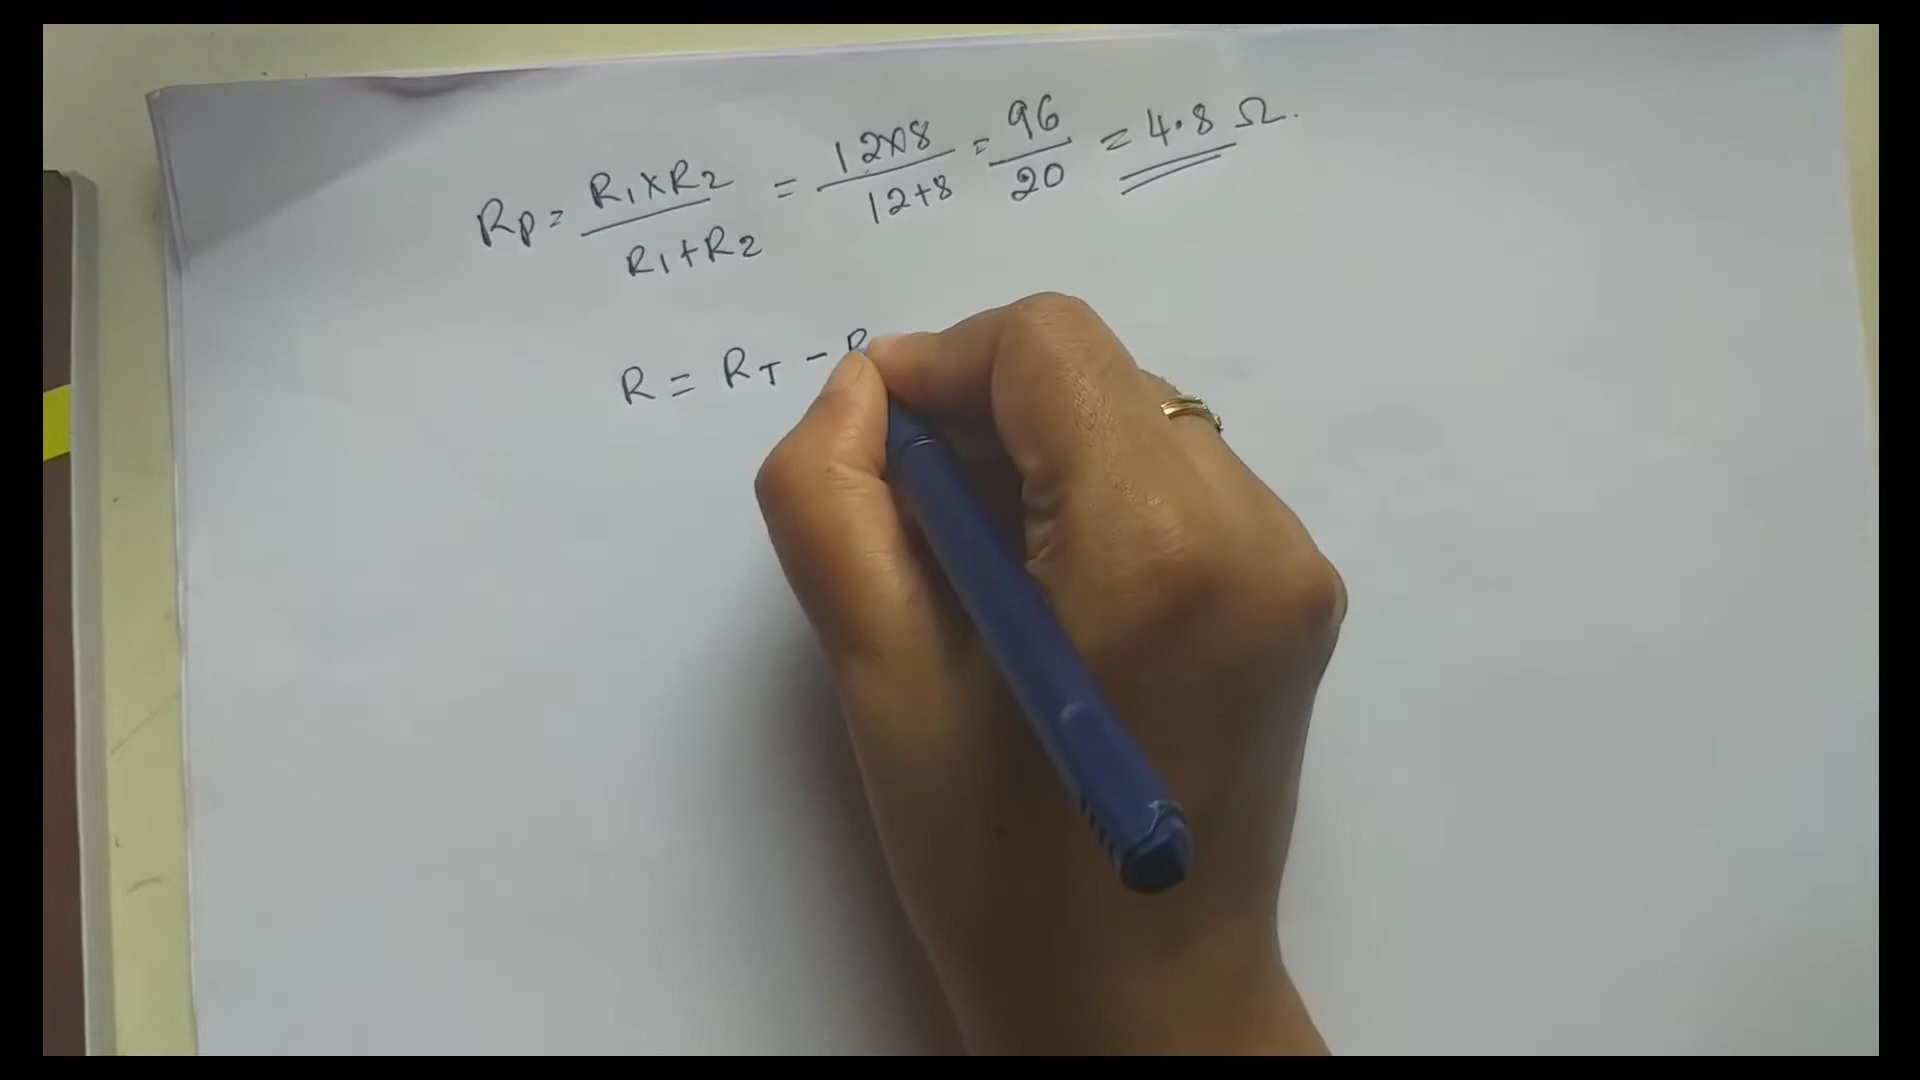 Rp = R1×R2 / R1+R2 = 12×8 / 12+8 = 96 / 20 = 4.8 Ω.
R = RT - R